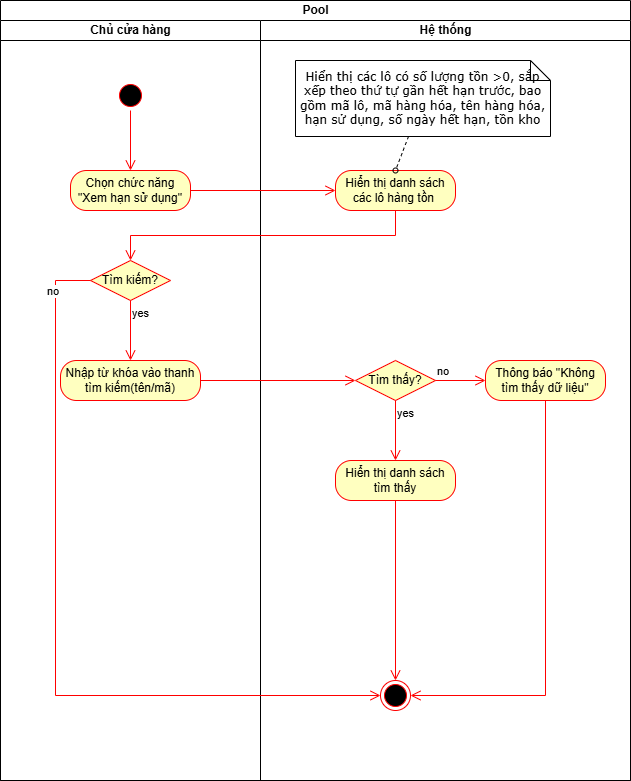 Pool
Chủ cửa hàng
Hệ thống
Hiển thị các lô có số lượng tồn >0, sắp
xếp theo thứ tự gần hết hạn trước, bao
gồm mã lô, mã hàng hóa, tên hàng hóa,
hạn sử dụng, số ngày hết hạn, tồn kho
Chọn chức năng
"Xem hạn sử dụng"
Hiển thị danh sách
các lô hàng tồn
Tìm kiếm?
no
yes
Nhập từ khóa vào thanh
tìm kiếm(tên/mã)
Tìm thấy?
no
Thông báo "Không
tìm thấy dữ liệu"
yes
Hiển thị danh sách
tìm thấy